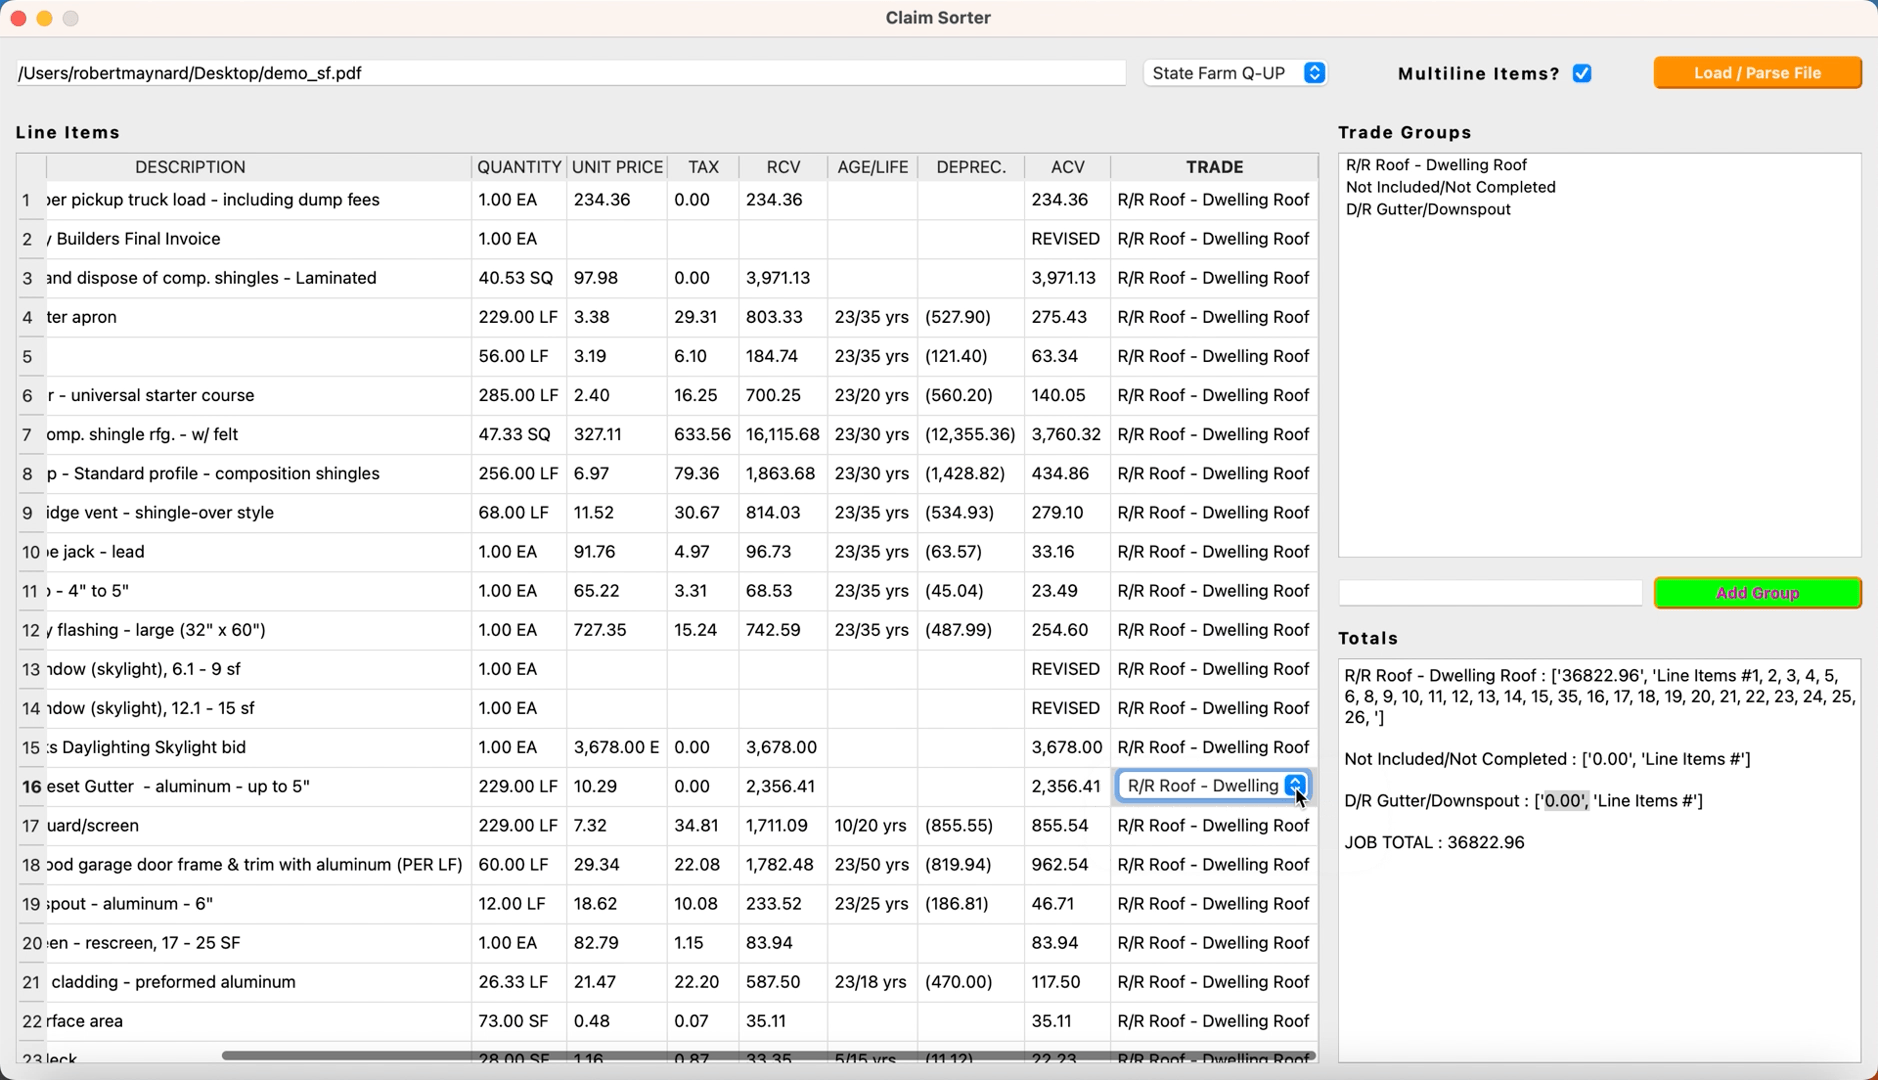 Claim Sorter
/Users/robertmaynard/Desktop/demo_sf.pdf State Farm Q-UP Multiline Items? Load / Parse File
Line Items
DESCRIPTION QUANTITY UNIT PRICE TAX RCV AGE/LIFE DEPREC. ACV TRADE
1 per pickup truck load - including dump fees 1.00 EA 234.36 0.00 234.36 234.36 R/R Roof - Dwelling Roof
2 y Builders Final Invoice 1.00 EA REVISED R/R Roof - Dwelling Roof
3 and dispose of comp. shingles - Laminated 40.53 SQ 97.98 0.00 3,971.13 3,971.13 R/R Roof - Dwelling Roof
4 ter apron 229.00 LF 3.38 29.31 803.33 23/35 yrs (527.90) 275.43 R/R Roof - Dwelling Roof
5 56.00 LF 3.19 6.10 184.74 23/35 yrs (121.40) 63.34 R/R Roof - Dwelling Roof
6 r - universal starter course 285.00 LF 2.40 16.25 700.25 23/20 yrs (560.20) 140.05 R/R Roof - Dwelling Roof
7 omp. shingle rfg. - w/ felt 47.33 SQ 327.11 633.56 16,115.68 23/30 yrs (12,355.36) 3,760.32 R/R Roof - Dwelling Roof
8 p - Standard profile - composition shingles 256.00 LF 6.97 79.36 1,863.68 23/30 yrs (1,428.82) 434.86 R/R Roof - Dwelling Roof
9 idge vent - shingle-over style 68.00 LF 11.52 30.67 814.03 23/35 yrs (534.93) 279.10 R/R Roof - Dwelling Roof
10 e jack - lead 1.00 EA 91.76 4.97 96.73 23/35 yrs (63.57) 33.16 R/R Roof - Dwelling Roof
11 - 4" to 5" 1.00 EA 65.22 3.31 68.53 23/35 yrs (45.04) 23.49 R/R Roof - Dwelling Roof
12 y flashing - large (32" x 60") 1.00 EA 727.35 15.24 742.59 23/35 yrs (487.99) 254.60 R/R Roof - Dwelling Roof
13 ndow (skylight), 6.1 - 9 sf 1.00 EA REVISED R/R Roof - Dwelling Roof
14 ndow (skylight), 12.1 - 15 sf 1.00 EA REVISED R/R Roof - Dwelling Roof
15 s Daylighting Skylight bid 1.00 EA 3,678.00 E 0.00 3,678.00 3,678.00 R/R Roof - Dwelling Roof
16 eset Gutter - aluminum - up to 5" 229.00 LF 10.29 0.00 2,356.41 2,356.41 R/R Roof - Dwelling
17 uard/screen 229.00 LF 7.32 34.81 1,711.09 10/20 yrs (855.55) 855.54 R/R Roof - Dwelling Roof
18 ood garage door frame & trim with aluminum (PER LF) 60.00 LF 29.34 22.08 1,782.48 23/50 yrs (819.94) 962.54 R/R Roof - Dwelling Roof
19 spout - aluminum - 6" 12.00 LF 18.62 10.08 233.52 23/25 yrs (186.81) 46.71 R/R Roof - Dwelling Roof
20 en - rescreen, 17 - 25 SF 1.00 EA 82.79 1.15 83.94 83.94 R/R Roof - Dwelling Roof
21 cladding - preformed aluminum 26.33 LF 21.47 22.20 587.50 23/18 yrs (470.00) 117.50 R/R Roof - Dwelling Roof
22 rface area 73.00 SF 0.48 0.07 35.11 35.11 R/R Roof - Dwelling Roof
23 leck 28.00 SF 1.16 0.87 33.35 5/15 yrs (11.12) 22.23 R/R Roof - Dwelling Roof
Trade Groups
R/R Roof - Dwelling Roof
Not Included/Not Completed
D/R Gutter/Downspout
Add Group
Totals
R/R Roof - Dwelling Roof : ['36822.96', 'Line Items #1, 2, 3, 4, 5,
6, 8, 9, 10, 11, 12, 13, 14, 15, 35, 16, 17, 18, 19, 20, 21, 22, 23, 24, 25,
26, ']
Not Included/Not Completed : ['0.00', 'Line Items #']
D/R Gutter/Downspout : ['0.00', 'Line Items #']
JOB TOTAL : 36822.96